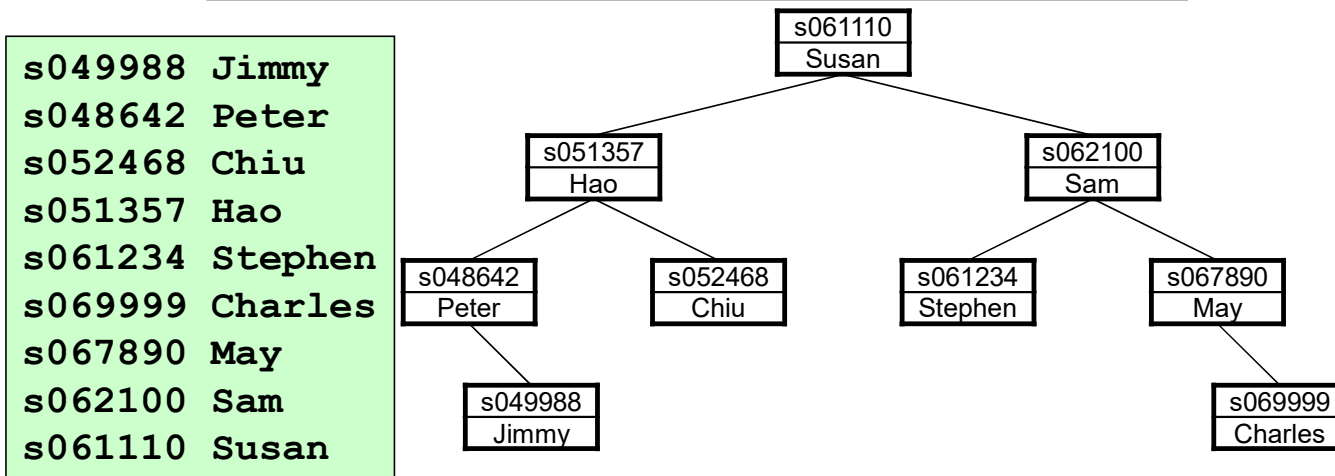 s049988 Jimmy
s048642 Peter
s052468 Chiu
s051357 Hao
s061234 Stephen
s069999 Charles
s067890 May
s062100 Sam
s061110 Susan
s061110
Susan
s051357
Hao
s062100
Sam
s048642
Peter
s052468
Chiu
s061234
Stephen
s067890
May
s049988
Jimmy
s069999
Charles